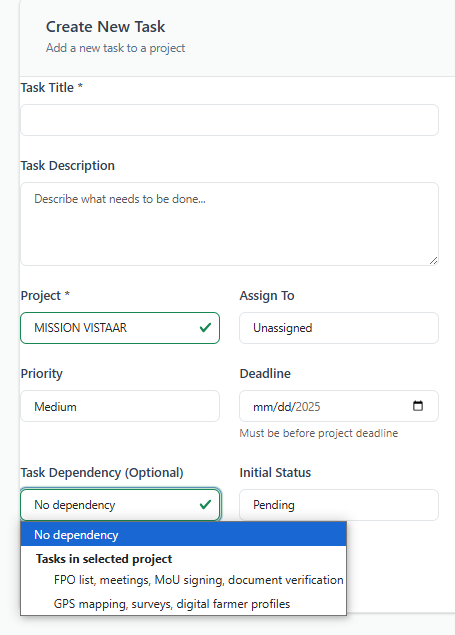 Create New Task
Add a new task to a project
Task Title *
Task Description
Describe what needs to be done...
Project * Assign To
MISSION VISTAAR Unassigned
Priority Deadline
Medium mm/dd/2025
Must be before project deadline
Task Dependency (Optional) Initial Status
No dependency Pending
No dependency
Tasks in selected project
FPO list, meetings, MoU signing, document verification
GPS mapping, surveys, digital farmer profiles